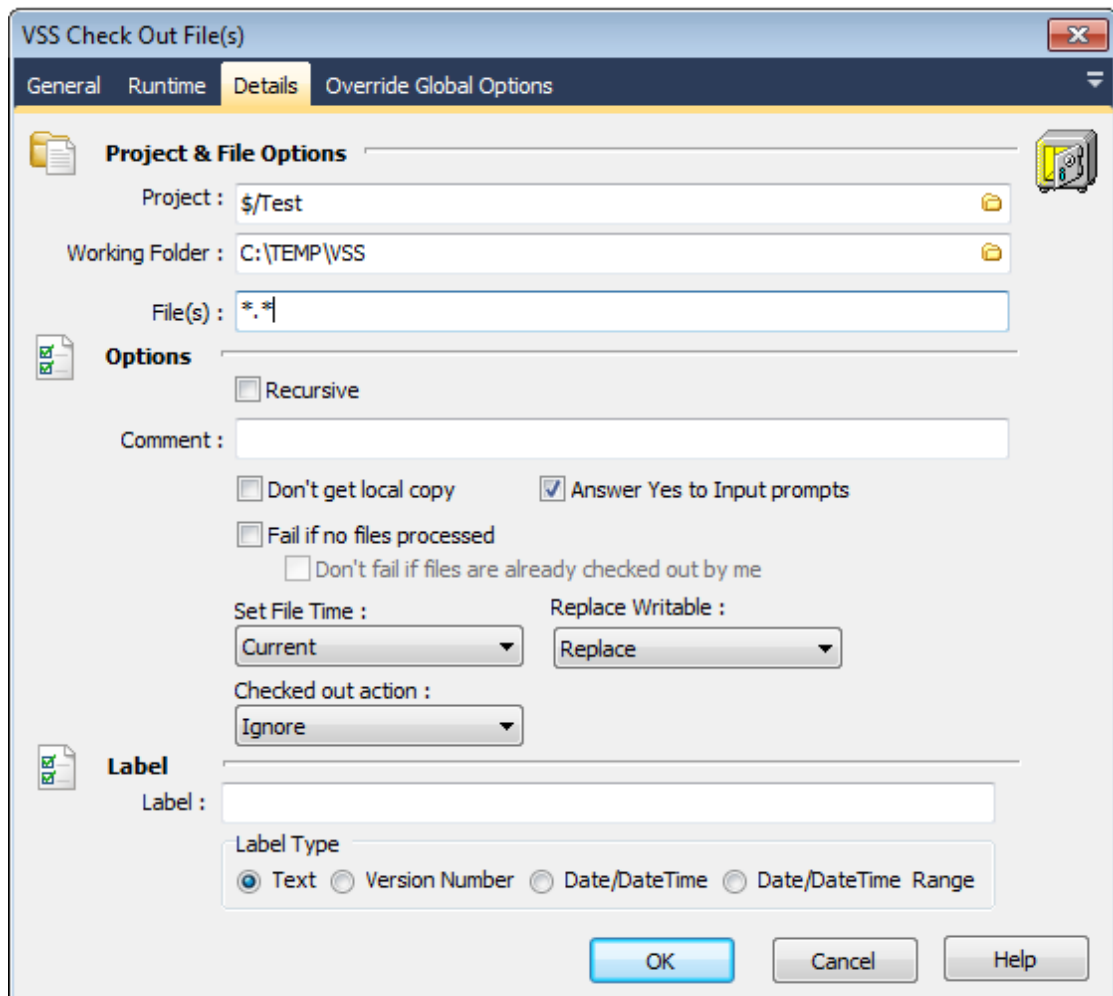 VSS Check Out File(s)
General Runtime Details Override Global Options
Project & File Options
Project : $/Test
Working Folder : C:\TEMP\VSS
File(s) : *.*
Options
Recursive
Comment :
Don't get local copy Answer Yes to Input prompts
Fail if no files processed
Don't fail if files are already checked out by me
Set File Time : Replace Writable :
Current Replace
Checked out action :
Ignore
Label
Label :
Label Type
Text Version Number Date/DateTime Date/DateTime Range
OK Cancel Help